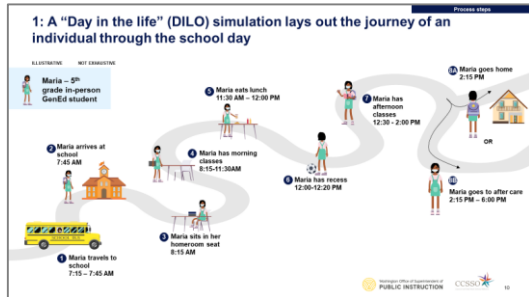 Process steps
1: A “Day in the life” (DILO) simulation lays out the journey of an
individual through the school day
ILLUSTRATIVE NOT EXHAUSTIVE
Maria – 5th
grade in-person
GenEd student
1
Maria travels to
school
7:15 – 7:45 AM
2
Maria arrives at
school
7:45 AM
3
Maria sits in her
homeroom seat
8:15 AM
4
Maria has morning
classes
8:15-11:30AM
5
Maria eats lunch
11:30 AM – 12:00 PM
6
Maria has recess
12:00-12:20 PM
7
Maria has
afternoon
classes
12:30 - 2:00 PM
8A
Maria goes home
2:15 PM
OR
8B
Maria goes to after care
2:15 PM – 6:00 PM
Washington Office of Superintendent of
PUBLIC INSTRUCTION
CCSSO
10